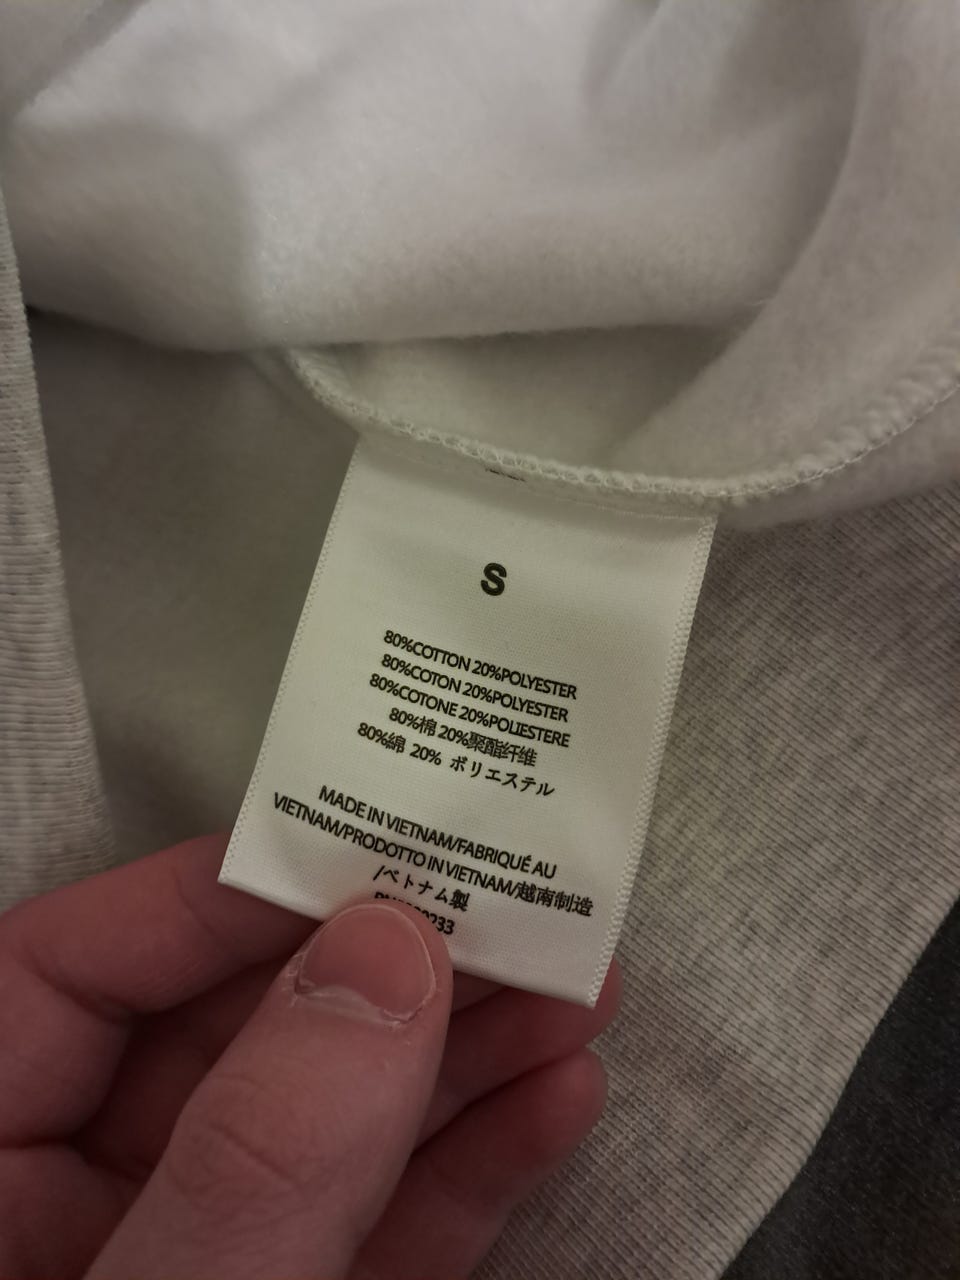 S
80%COTTON 20%POLYESTER
80%COTON 20%POLYESTER
80%COTONE 20%POLIESTERE
80%棉 20%聚酯纤维
80%綿 20% ポリエステル
MADE IN VIETNAM/FABRIQUÉ AU
VIETNAM/PRODOTTO IN VIETNAM/越南制造
/ベトナム製